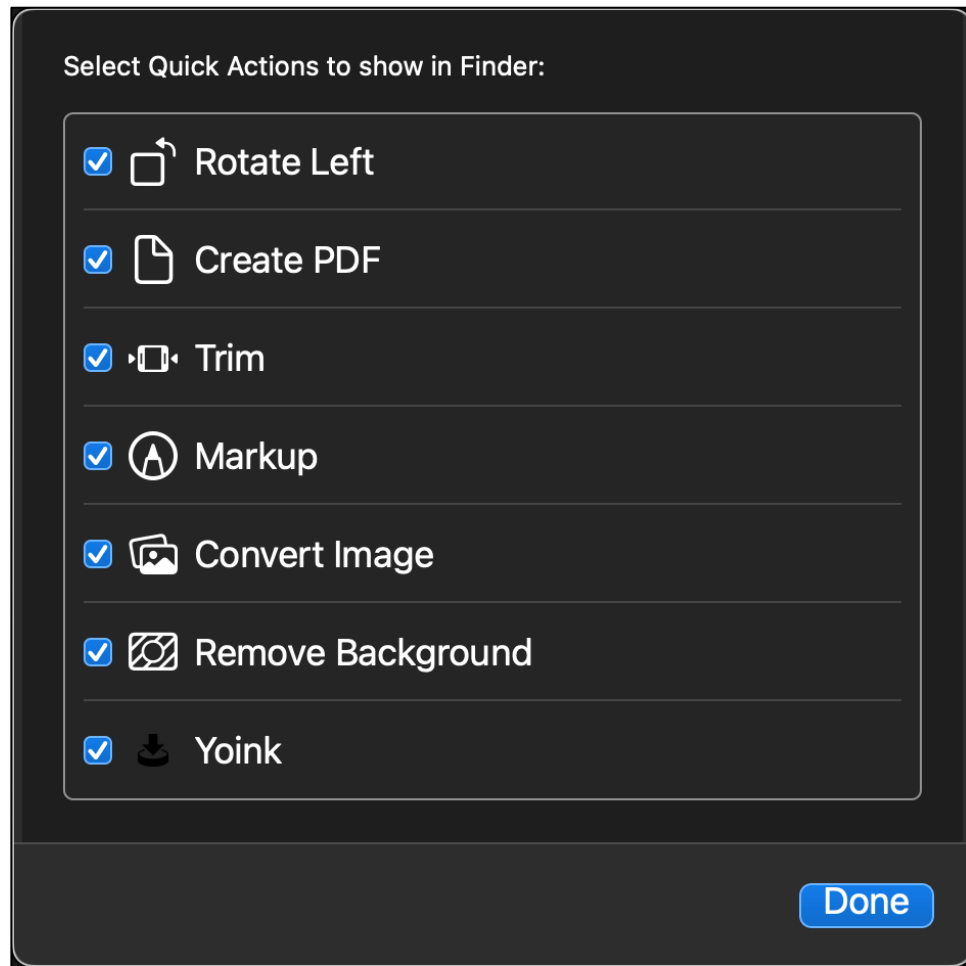 Select Quick Actions to show in Finder:
Rotate Left
Create PDF
Trim
Markup
Convert Image
Remove Background
Yoink
Done